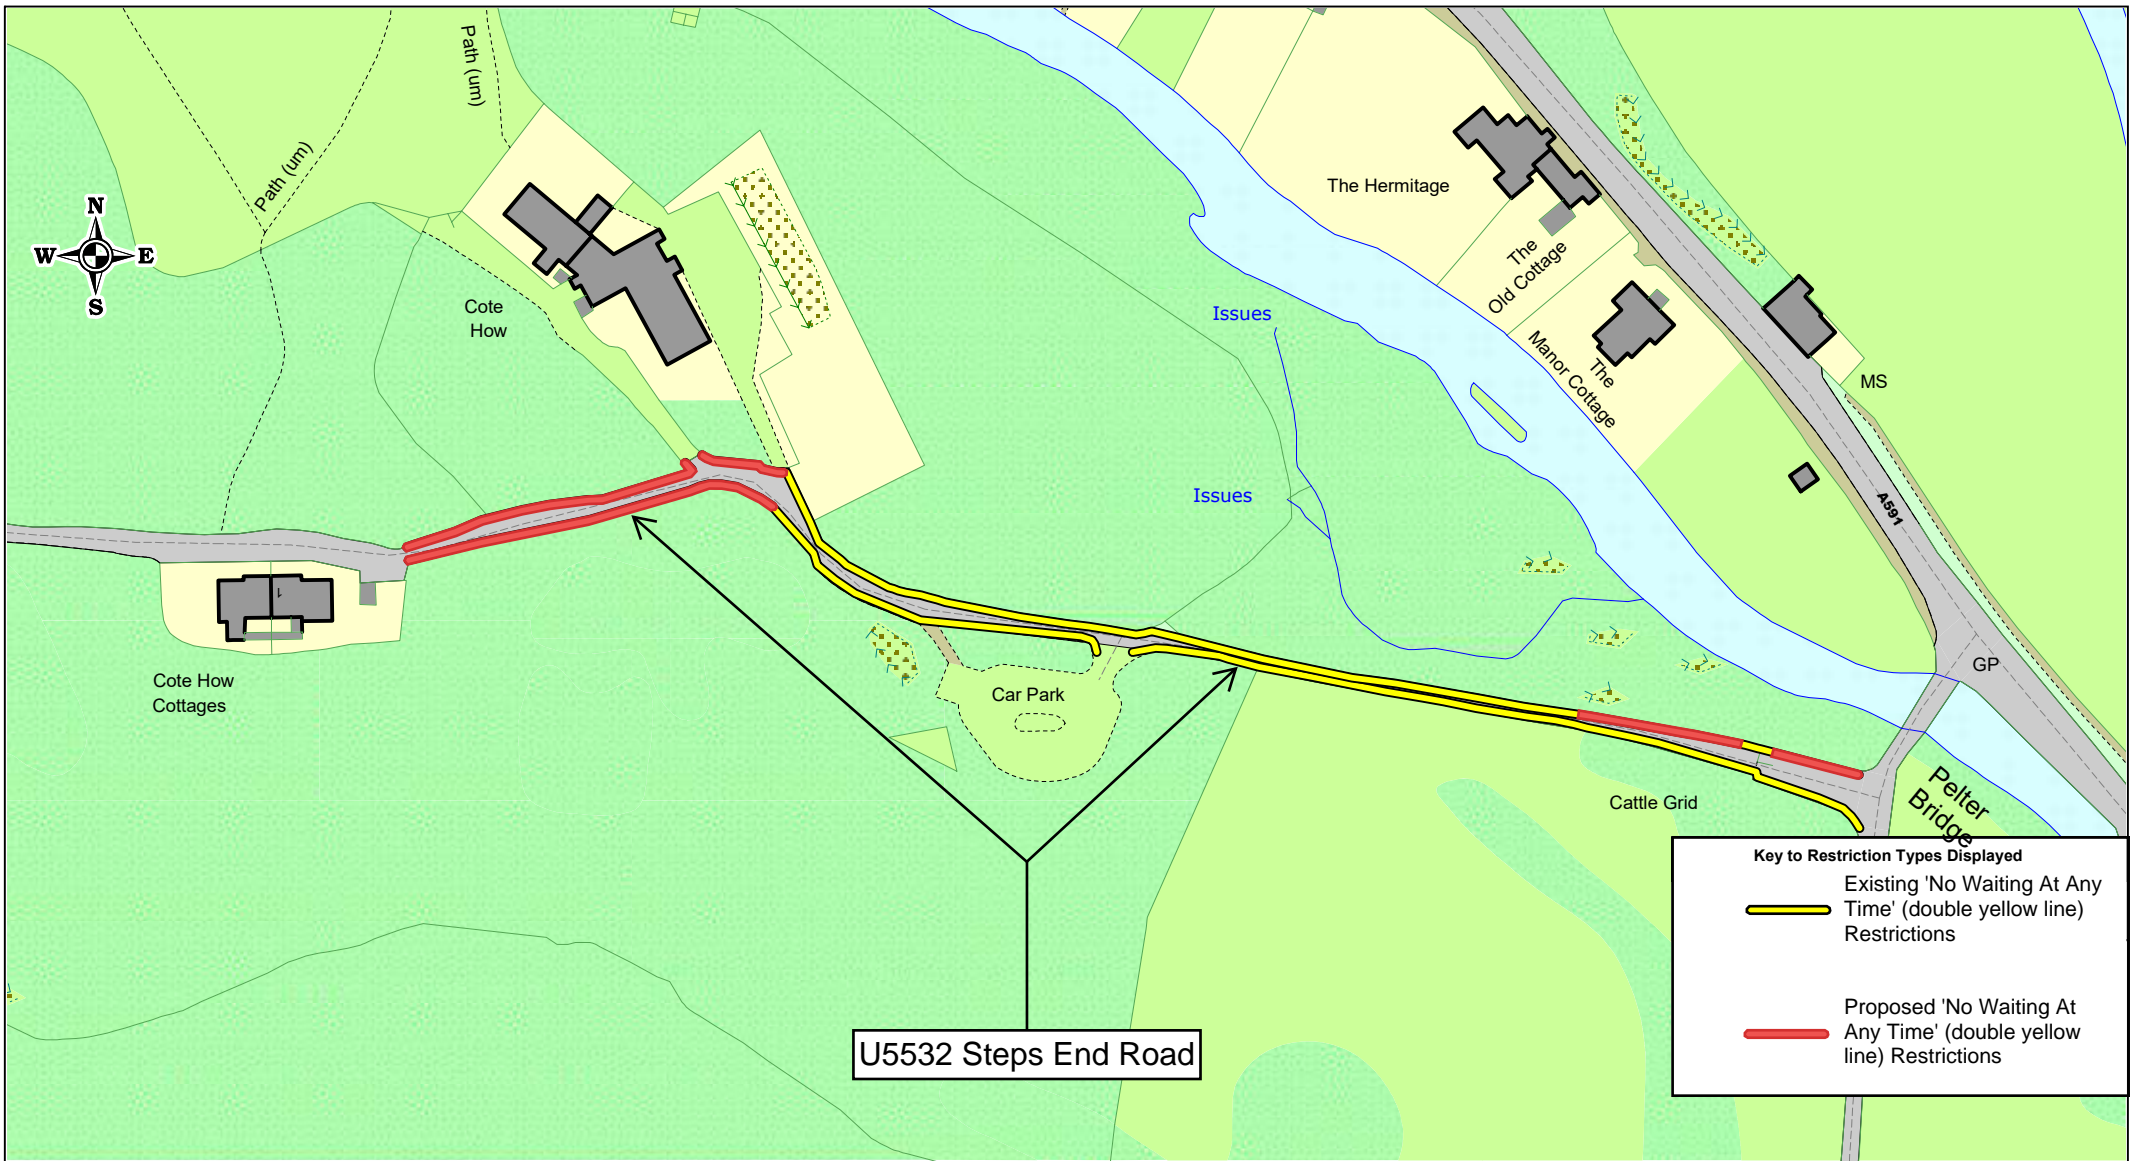 Path (um)
Path (um)
N
W E
S
Cote
How
The Hermitage
The
Old Cottage
The
Manor Cottage
MS
Issues
Issues
A591
1
Cote How
Cottages
Car Park
GP
Cattle Grid
Pelter
Bridge
U5532 Steps End Road
Key to Restriction Types Displayed
Existing 'No Waiting At Any
Time' (double yellow line)
Restrictions
Proposed 'No Waiting At
Any Time' (double yellow
line) Restrictions